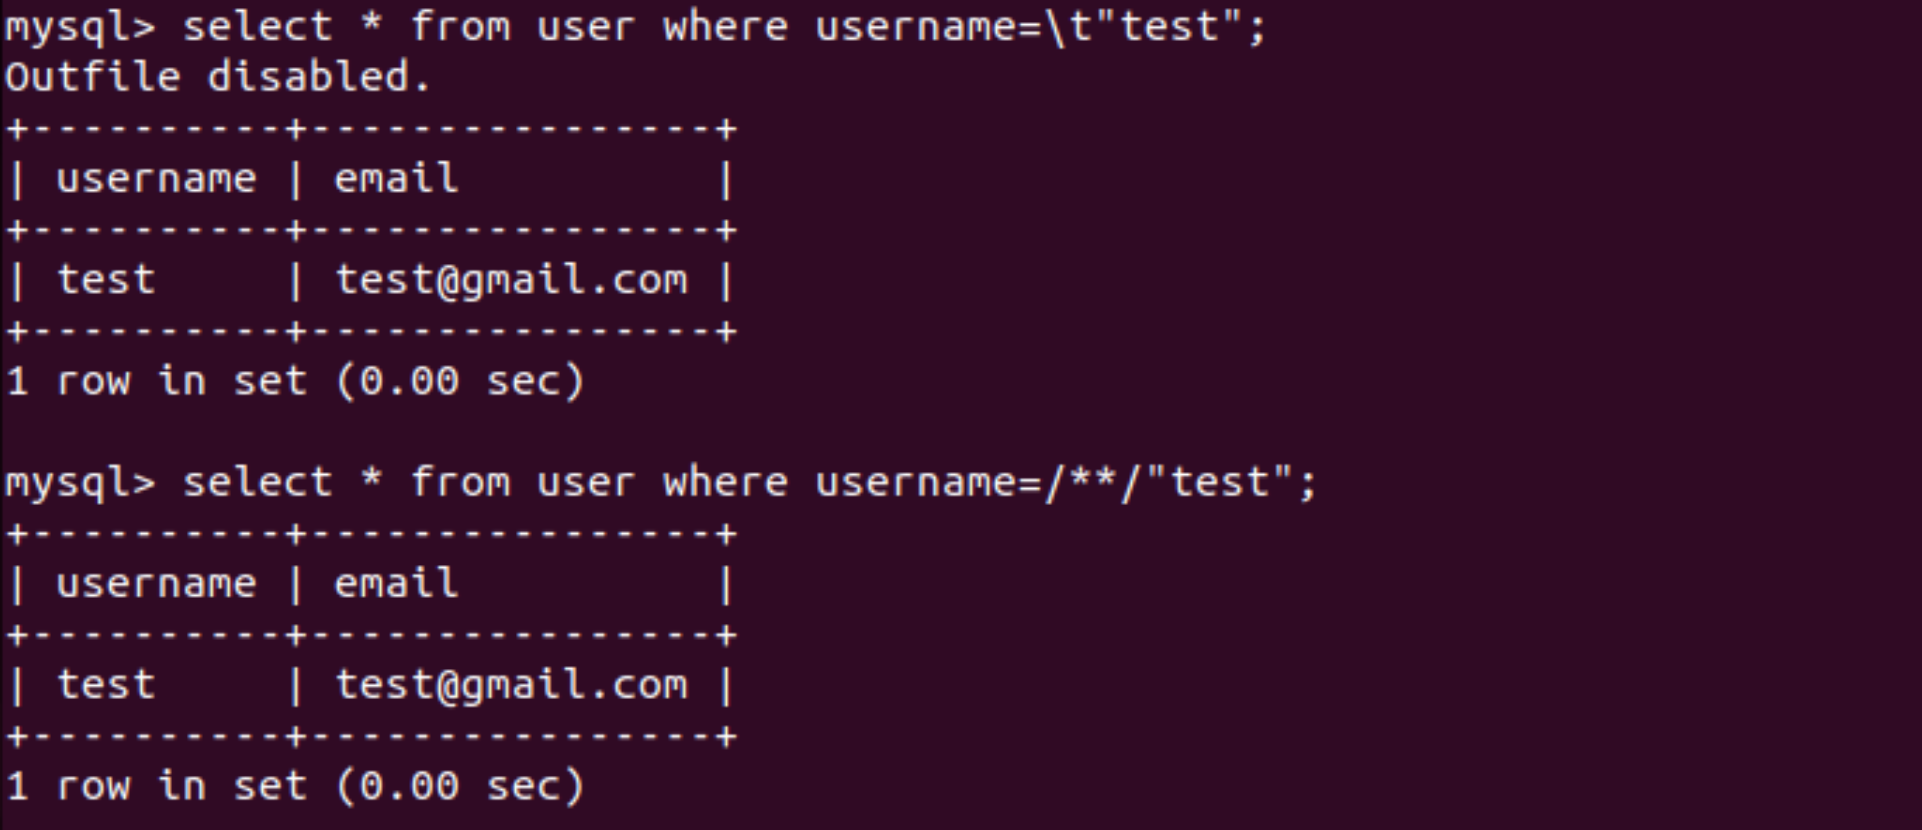 mysql> select * from user where username=\t"test";
Outfile disabled.
+----------+----------------+
| username | email          |
+----------+----------------+
| test     | test@gmail.com |
+----------+----------------+
1 row in set (0.00 sec)

mysql> select * from user where username=/**/"test";
+----------+----------------+
| username | email          |
+----------+----------------+
| test     | test@gmail.com |
+----------+----------------+
1 row in set (0.00 sec)